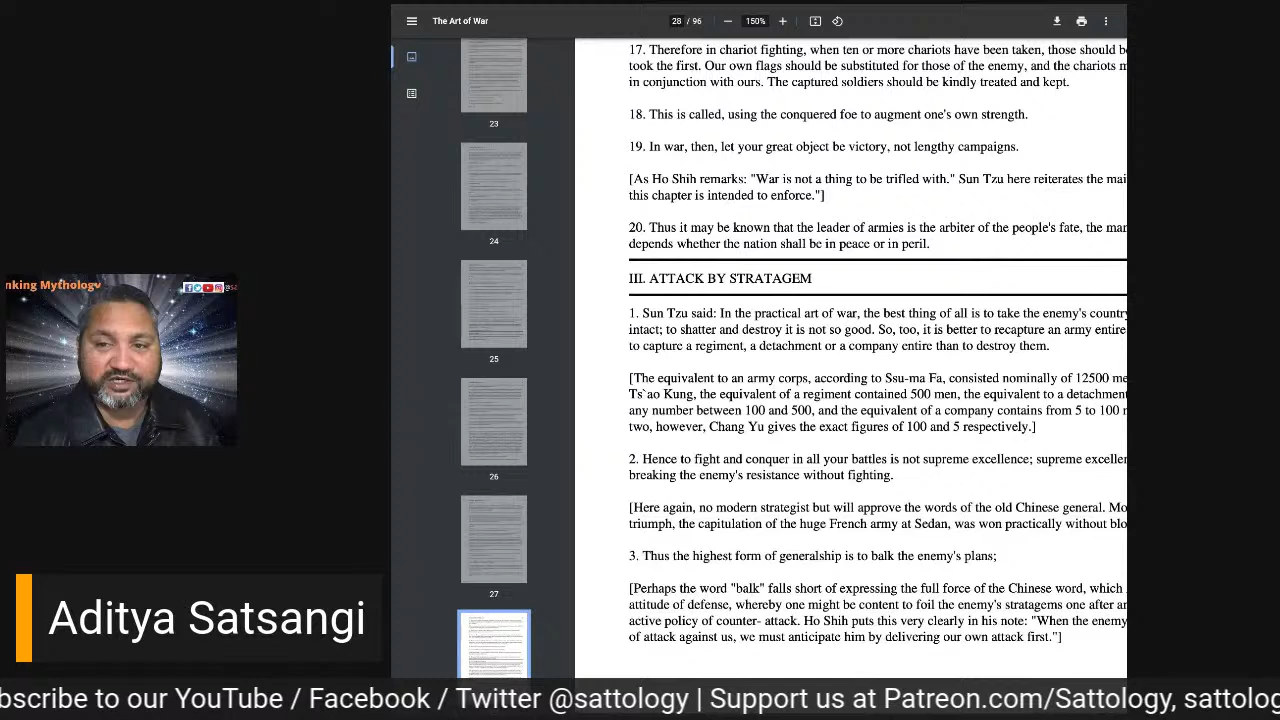 The Art of War
28 / 96
150%
17. Therefore in chariot fighting, when ten or more chariots have been taken, those should be
took the first. Our own flags should be substituted for those of the enemy, and the chariots m
in conjunction with ours. The captured soldiers should be kindly treated and kept.
18. This is called, using the conquered foe to augment one's own strength.
19. In war, then, let your great object be victory, not lengthy campaigns.
[As Ho Shih remarks: "War is not a thing to be trifled with." Sun Tzu here reiterates the mai
this chapter is intended to enforce."]
20. Thus it may be known that the leader of armies is the arbiter of the people's fate, the man
depends whether the nation shall be in peace or in peril.
III. ATTACK BY STRATAGEM
1. Sun Tzu said: In the practical art of war, the best thing of all is to take the enemy's country
intact; to shatter and destroy it is not so good. So, too, it is better to recapture an army entire
to capture a regiment, a detachment or a company entire than to destroy them.
[The equivalent to an army corps, according to Ssu-ma Fa, consisted nominally of 12500 me
Ts`ao Kung, the equivalent of a regiment contained 500 men, the equivalent to a detachment
any number between 100 and 500, and the equivalent of a company contains from 5 to 100 m
two, however, Chang Yu gives the exact figures of 100 and 5 respectively.]
2. Hence to fight and conquer in all your battles is not supreme excellence; supreme excellen
breaking the enemy's resistance without fighting.
[Here again, no modern strategist but will approve the words of the old Chinese general. Mo
triumph, the capitulation of the huge French army at Sedan, was won practically without blo
3. Thus the highest form of generalship is to balk the enemy's plans;
[Perhaps the word "balk" falls short of expressing the full force of the Chinese word, which
attitude of defense, whereby one might be content to foil the enemy's stratagems one after an
active policy of counter-attack. Ho Shih puts this very clearly in his note: "When the enemy
of attack against us, we must anticipate him by delivering our own attack first."]
23
24
25
26
27
nking Mythology
Aditya Satsangi
bscribe to our YouTube / Facebook / Twitter @sattology | Support us at Patreon.com/Sattology, sattolog